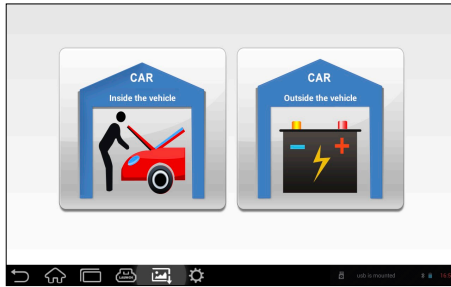 CAR
Inside the vehicle
CAR
Outside the vehicle
usb is mounted